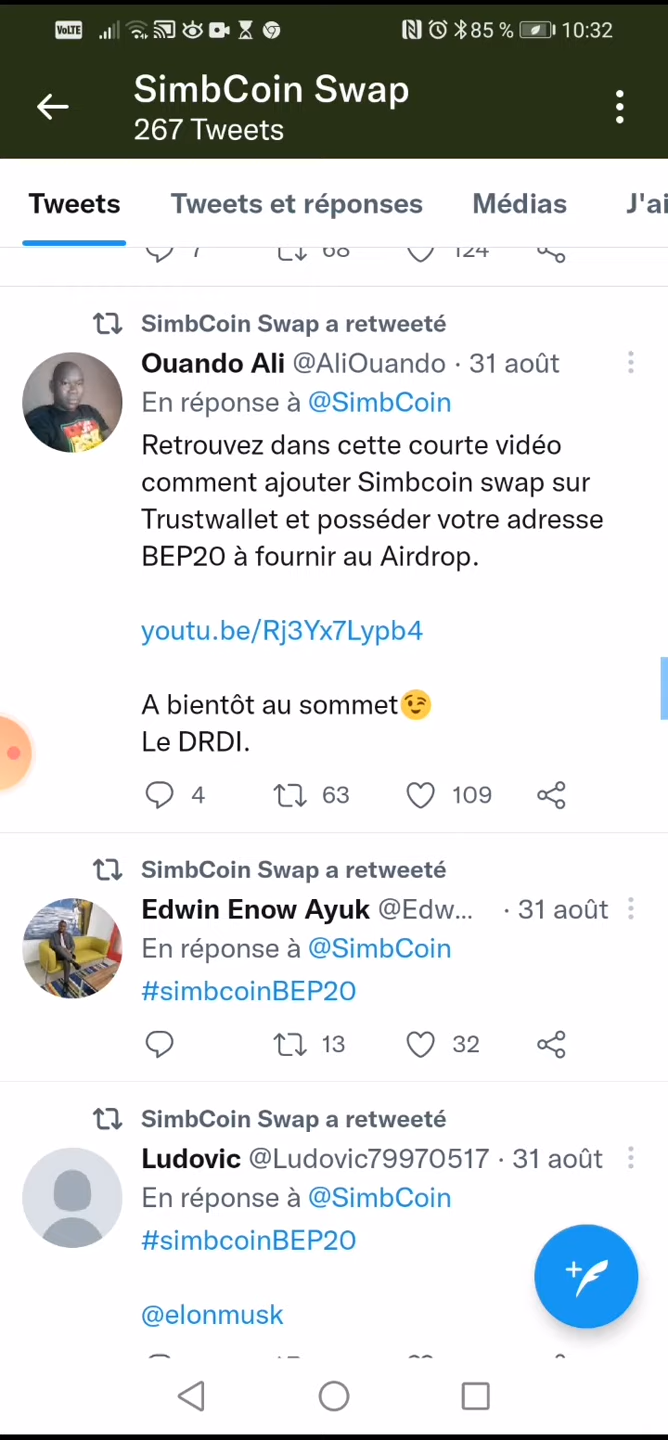 VoLTE 85 % 10:32
SimbCoin Swap
267 Tweets
Tweets Tweets et réponses Médias J'ai
68 124
SimbCoin Swap a retweeté
Ouando Ali @AliOuando · 31 août
En réponse à @SimbCoin
Retrouvez dans cette courte vidéo
comment ajouter Simbcoin swap sur
Trustwallet et posséder votre adresse
BEP20 à fournir au Airdrop.
youtu.be/Rj3Yx7Lypb4
A bientôt au sommet😉
Le DRDI.
4 63 109
SimbCoin Swap a retweeté
Edwin Enow Ayuk @Edw... · 31 août
En réponse à @SimbCoin
#simbcoinBEP20
13 32
SimbCoin Swap a retweeté
Ludovic @Ludovic79970517 · 31 août
En réponse à @SimbCoin
#simbcoinBEP20
@elonmusk